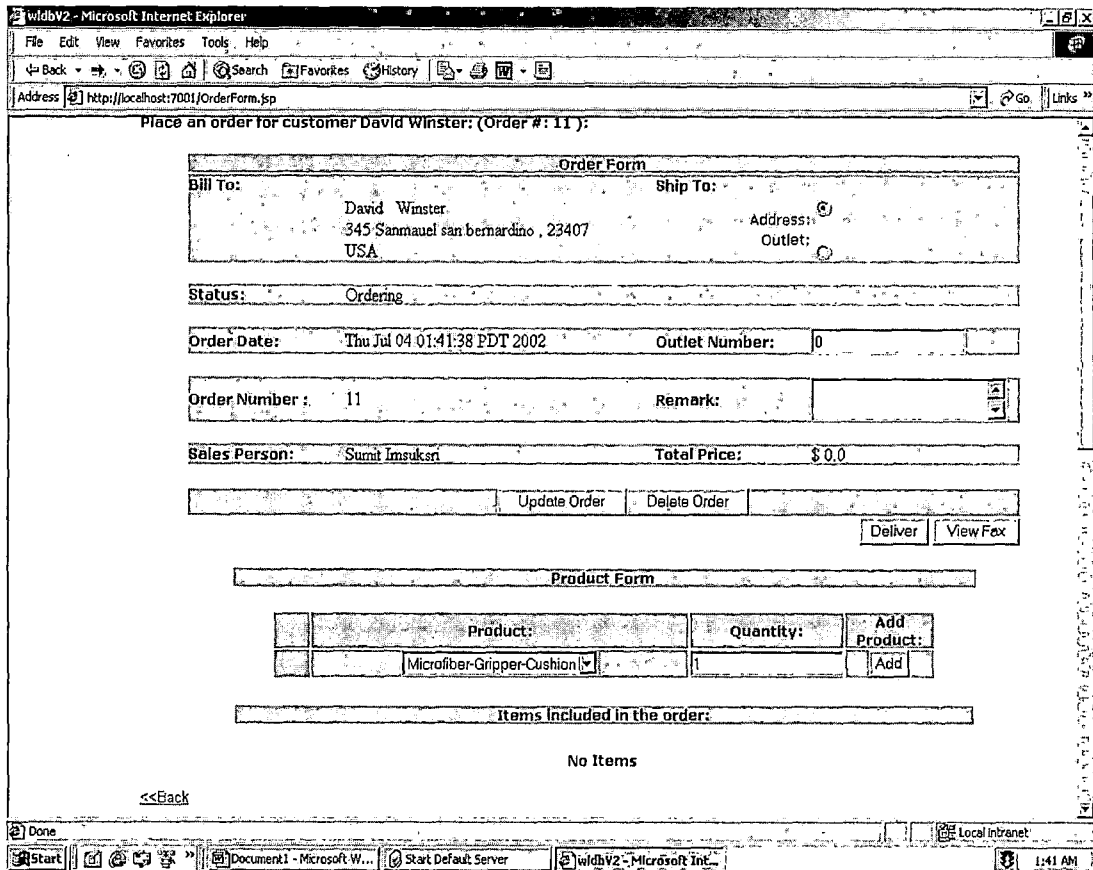 wldbV2 - Microsoft Internet Explorer
File Edit View Favorites Tools Help
Back Search Favorites History
Address http://localhost:7001/OrderForm.jsp Go Links »
Place an order for customer David Winster: (Order #: 11 ):
Order Form
Bill To: Ship To:
David Winster
345 Sanmauel san bernardino , 23407
USA
Address:
Outlet:
Status: Ordering
Order Date: Thu Jul 04 01:41:38 PDT 2002 Outlet Number: 0
Order Number : 11 Remark:
Sales Person: Sumit Imsuksri Total Price: $ 0.0
Update Order Delete Order
Deliver View Fax
Product Form
Product: Quantity: Add Product:
Microfiber-Gripper-Cushion 1 Add
Items included in the order:
No Items
<<Back
Done Local intranet
Start » Document1 - Microsoft W... Start Default Server wldbV2 - Microsoft Int... 1:41 AM